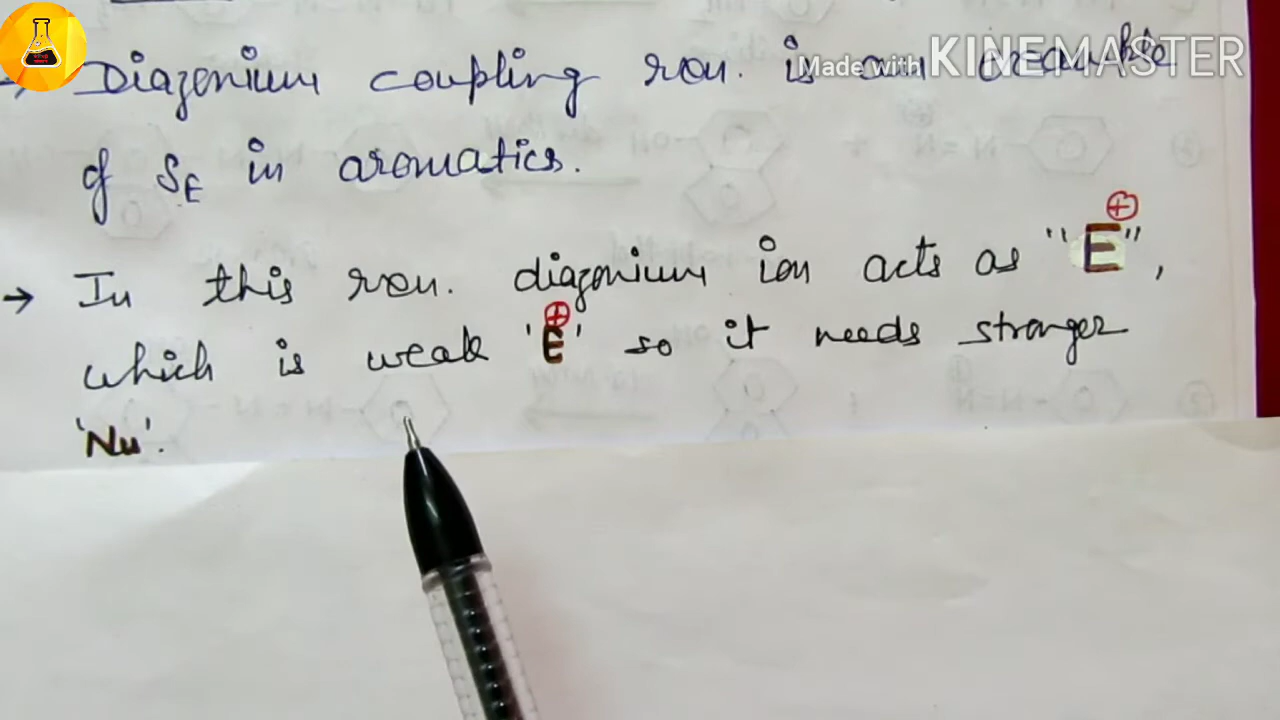 Made with KINEMASTER
→ Diazonium coupling rxn. is an example
of SE in aromatics.
→ In this rxn. diazonium ion acts as "E⊕",
which is weak 'E⊕' so it needs stronger
'Nu'.